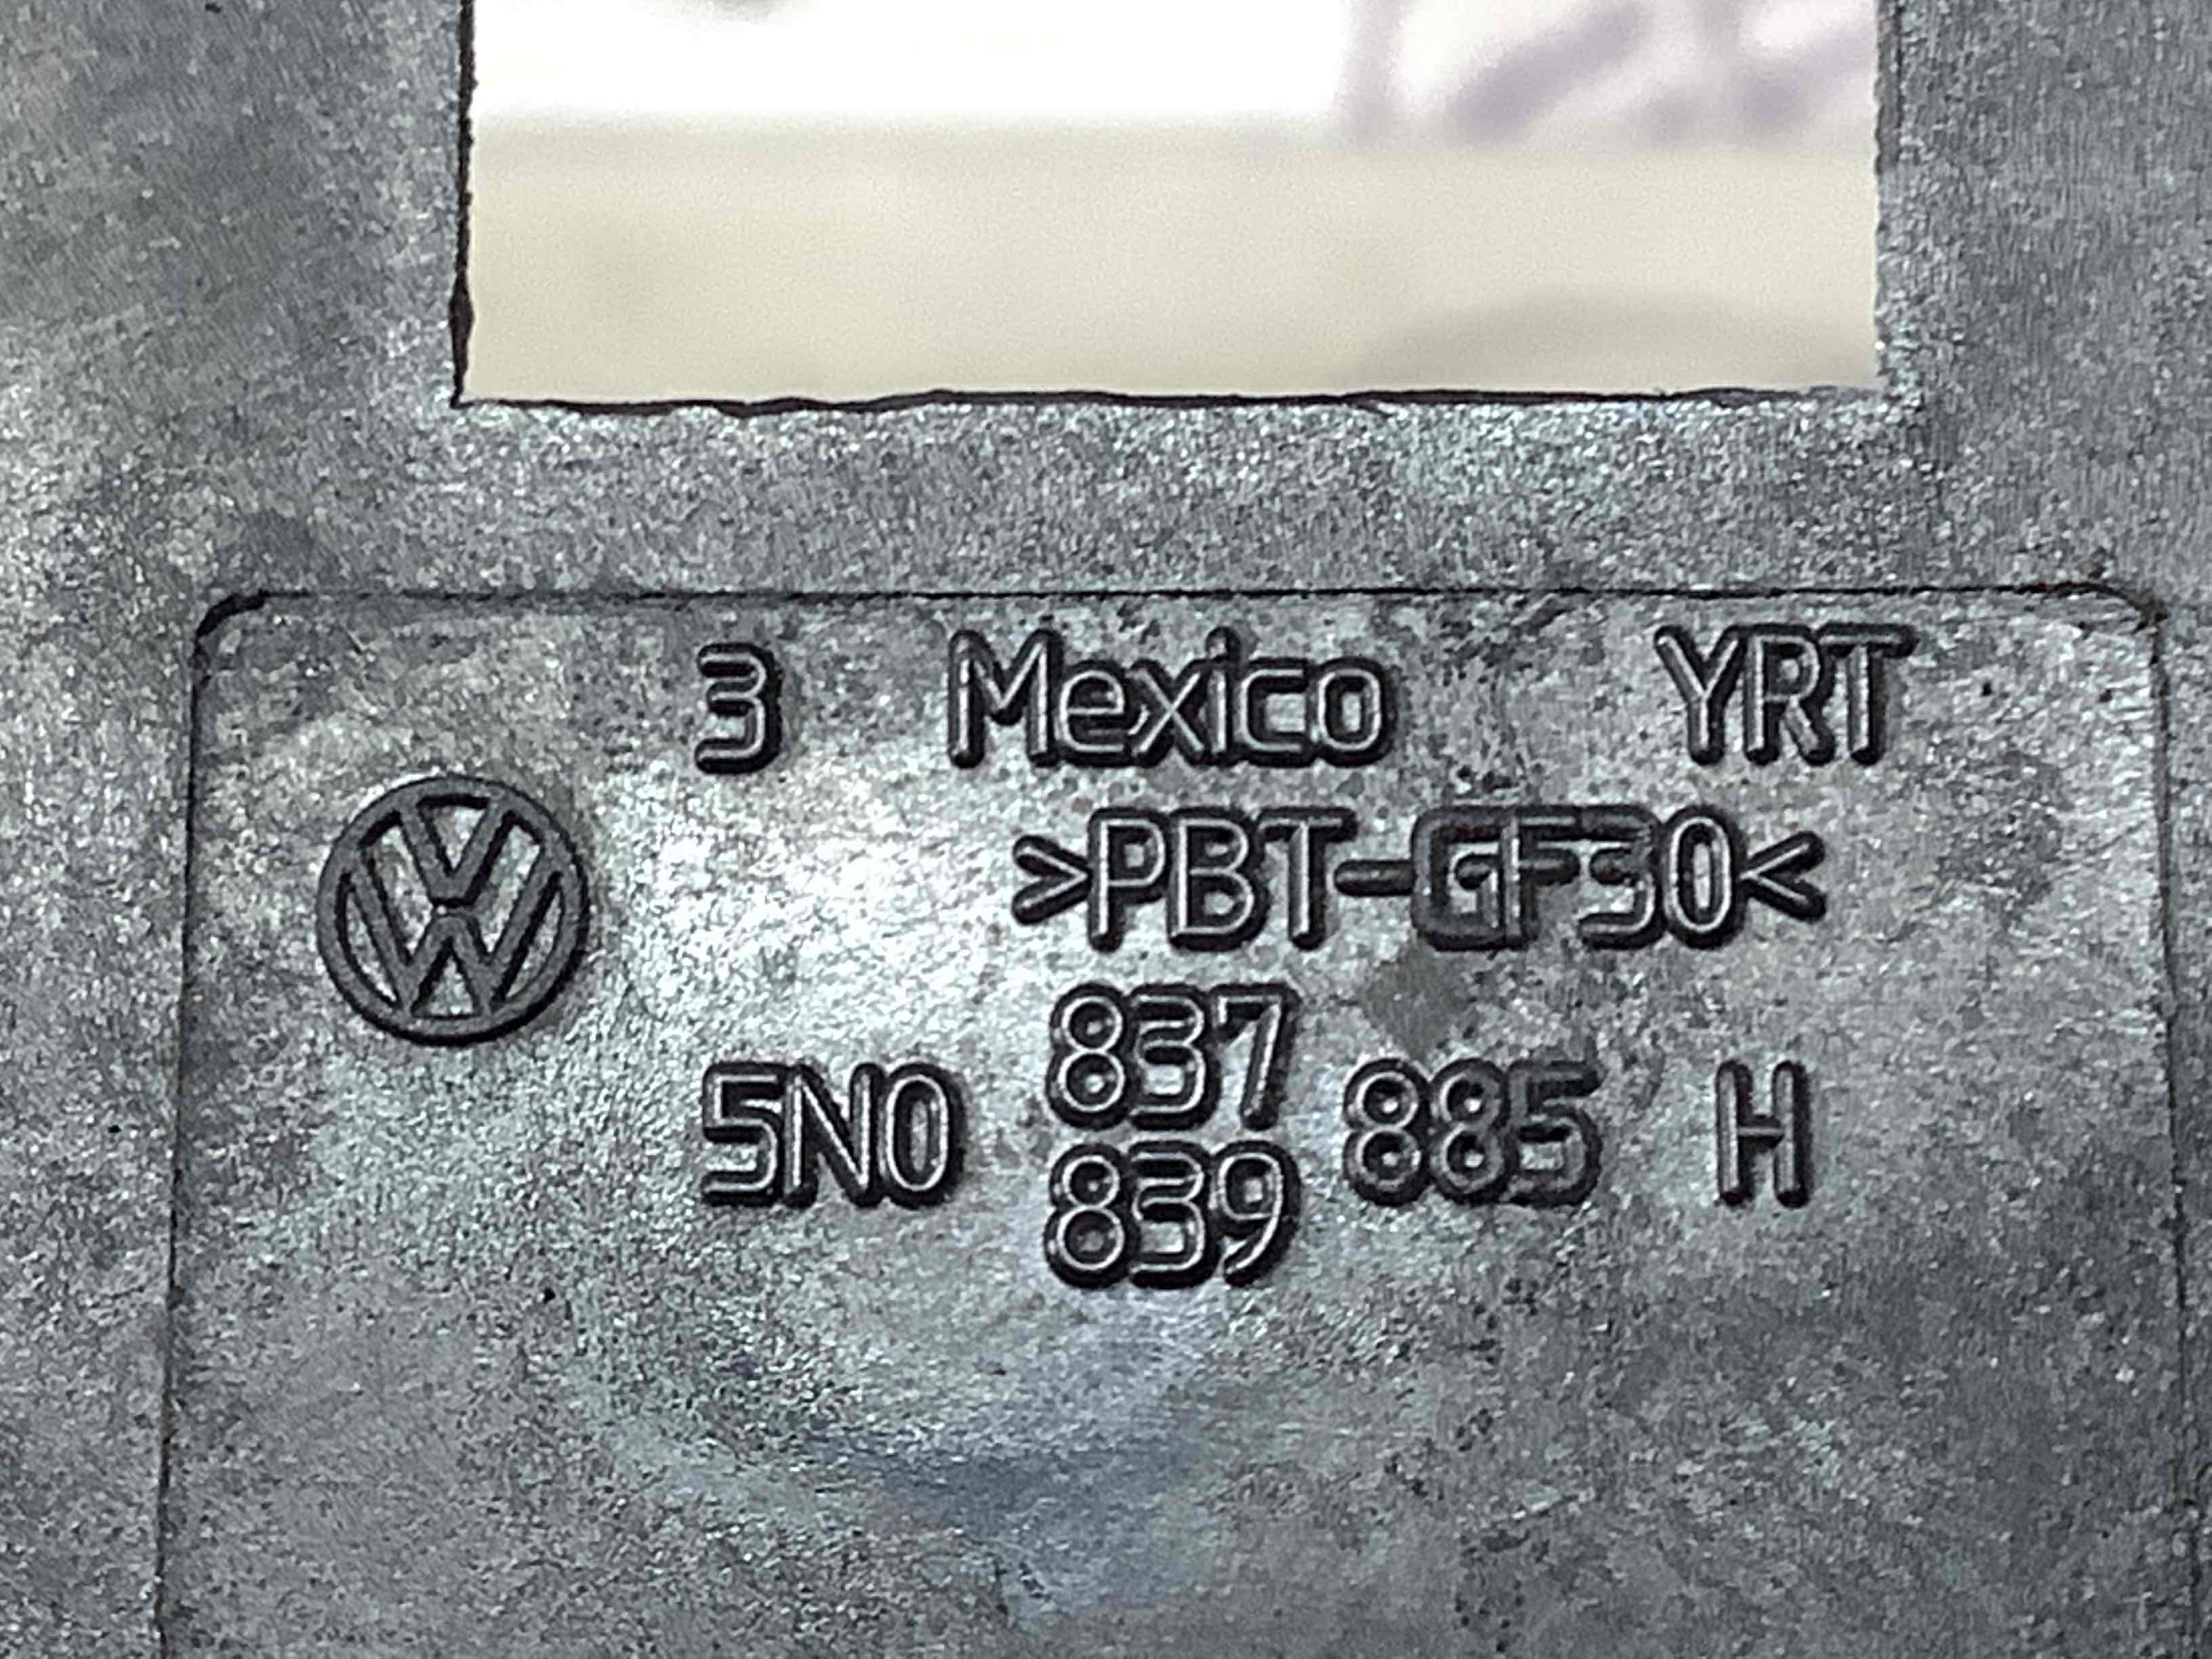 3 Mexico YRT
>PBT-GF30<
837
5N0 885 H
839